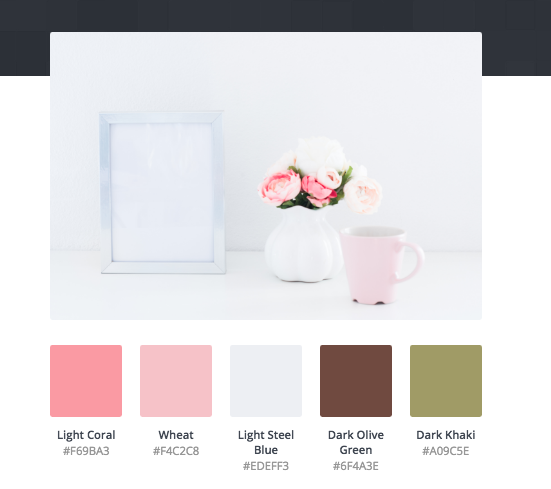 Light Coral
#F69BA3
Wheat
#F4C2C8
Light Steel
Blue
#EDEFF3
Dark Olive
Green
#6F4A3E
Dark Khaki
#A09C5E